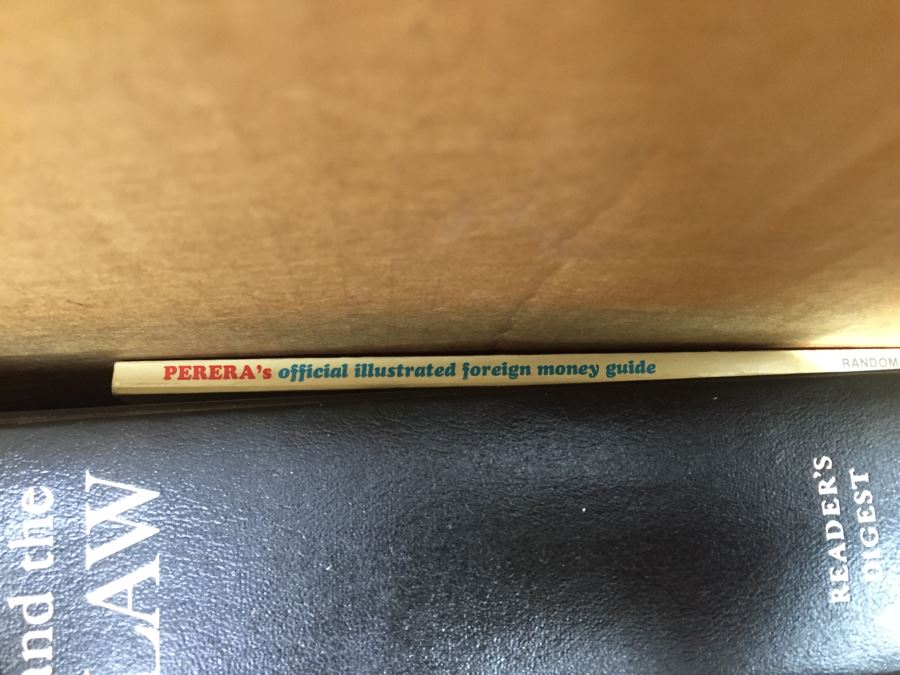 PERERA's official illustrated foreign money guide
RANDOM
and the
LAW
READER'S
DIGEST